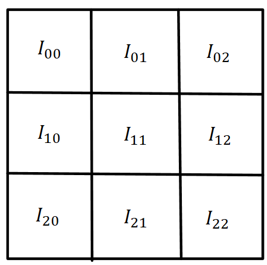 I₀₀ I₀₁ I₀₂
I₁₀ I₁₁ I₁₂
I₂₀ I₂₁ I₂₂